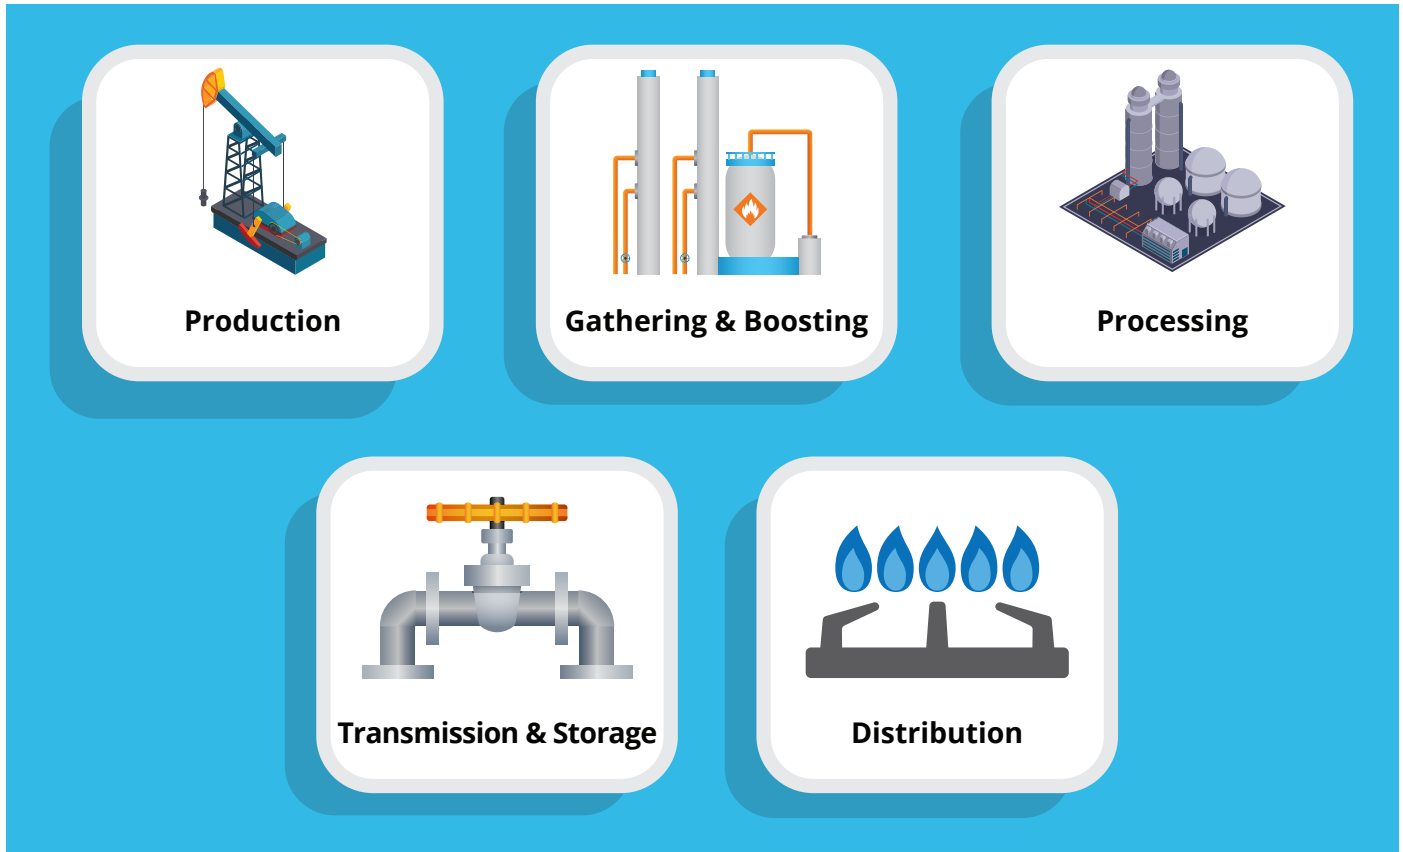 Production
Gathering & Boosting
Processing
Transmission & Storage
Distribution